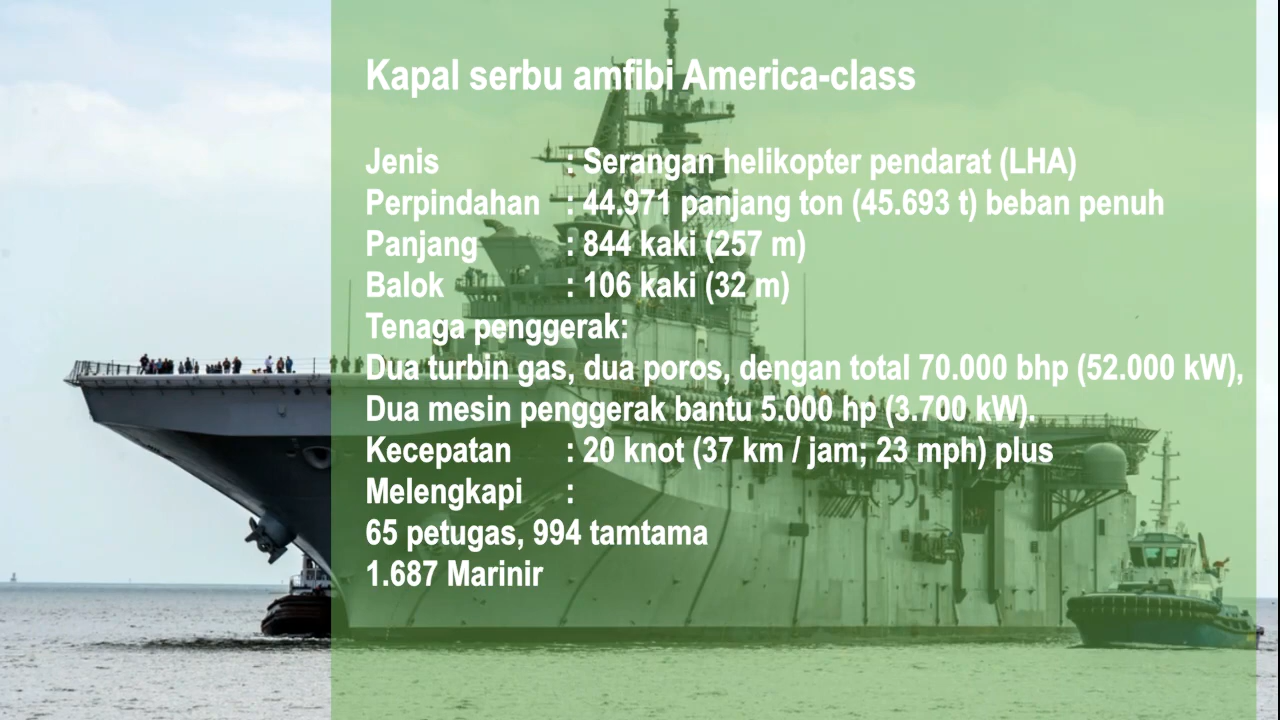 Kapal serbu amfibi America-class
Jenis : Serangan helikopter pendarat (LHA)
Perpindahan : 44.971 panjang ton (45.693 t) beban penuh
Panjang : 844 kaki (257 m)
Balok : 106 kaki (32 m)
Tenaga penggerak:
Dua turbin gas, dua poros, dengan total 70.000 bhp (52.000 kW),
Dua mesin penggerak bantu 5.000 hp (3.700 kW).
Kecepatan : 20 knot (37 km / jam; 23 mph) plus
Melengkapi :
65 petugas, 994 tamtama
1.687 Marinir